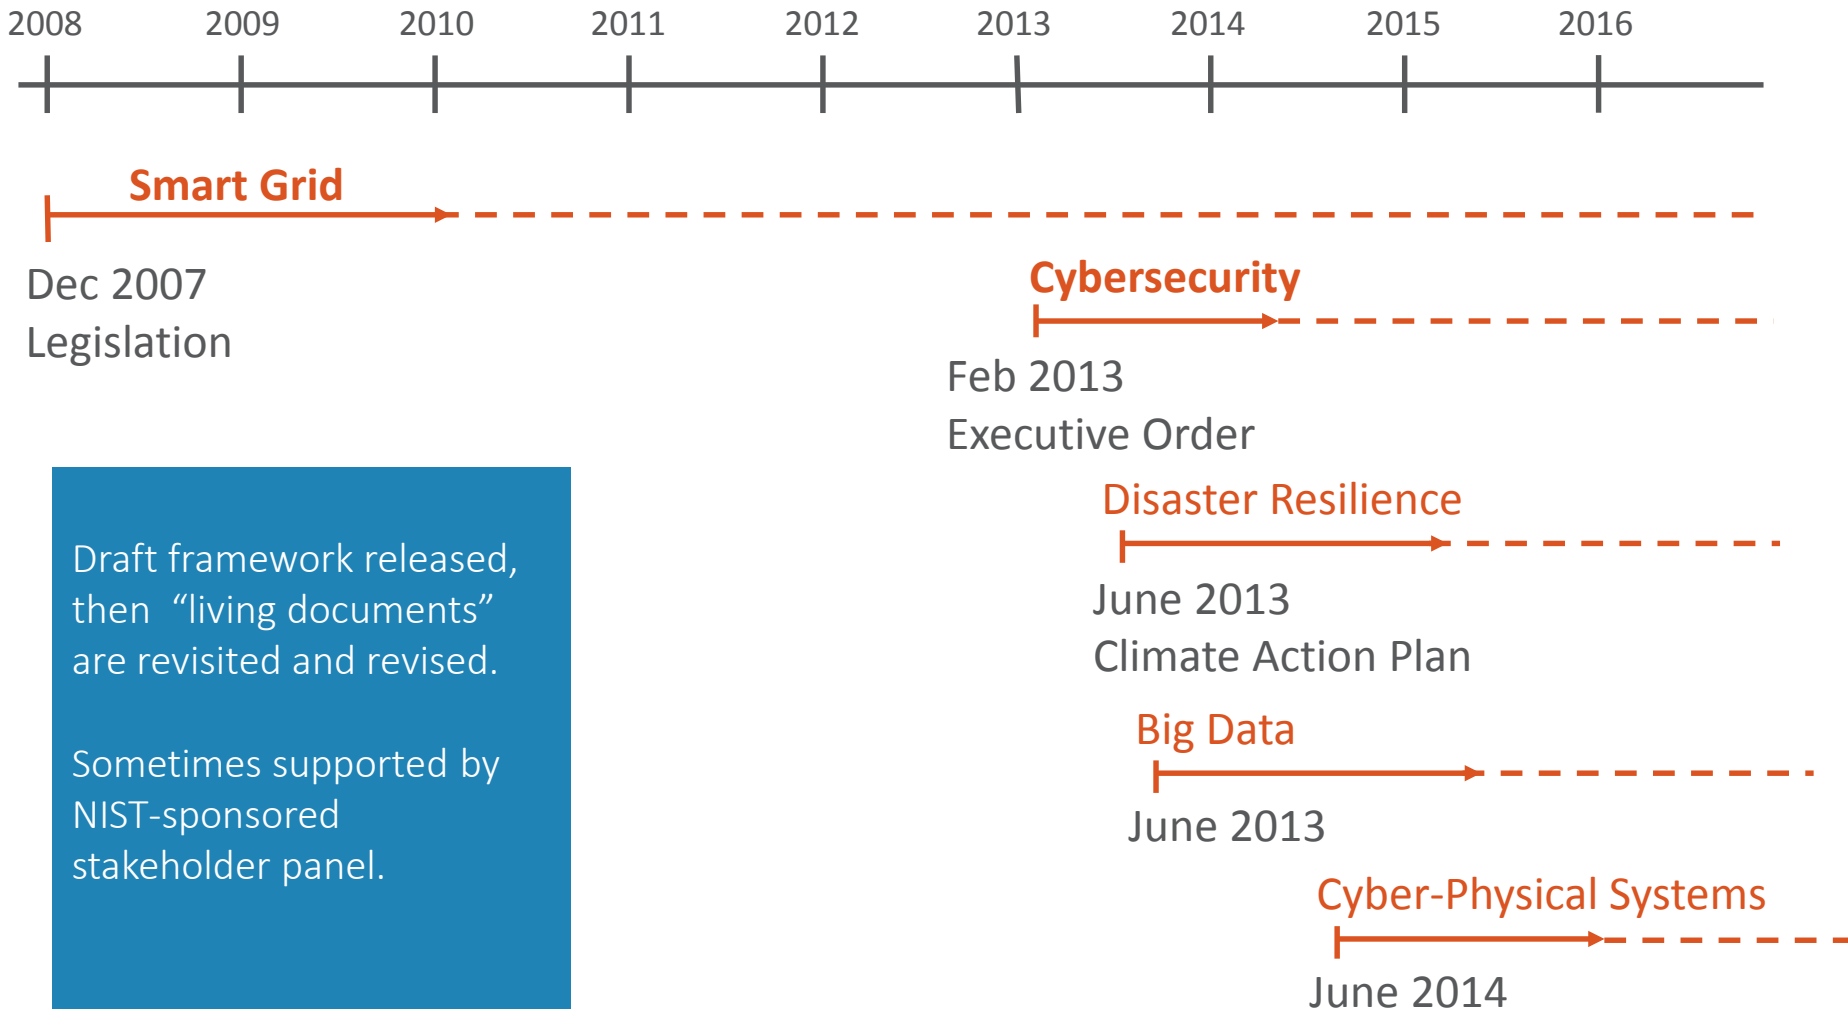 2008 2009 2010 2011 2012 2013 2014 2015 2016
Smart Grid
Dec 2007
Legislation
Cybersecurity
Feb 2013
Executive Order
Disaster Resilience
June 2013
Climate Action Plan
Big Data
June 2013
Cyber-Physical Systems
June 2014
Draft framework released,
then “living documents”
are revisited and revised.
Sometimes supported by
NIST-sponsored
stakeholder panel.